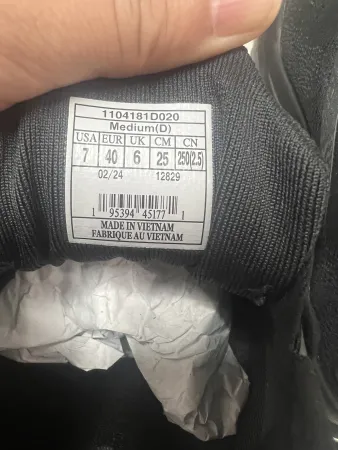 1104181D020
Medium(D)
USA EUR UK CM CN
7 40 6 25 250(2.5)
02/24 12829
1 95394 45177 1
MADE IN VIETNAM
FABRIQUE AU VIETNAM